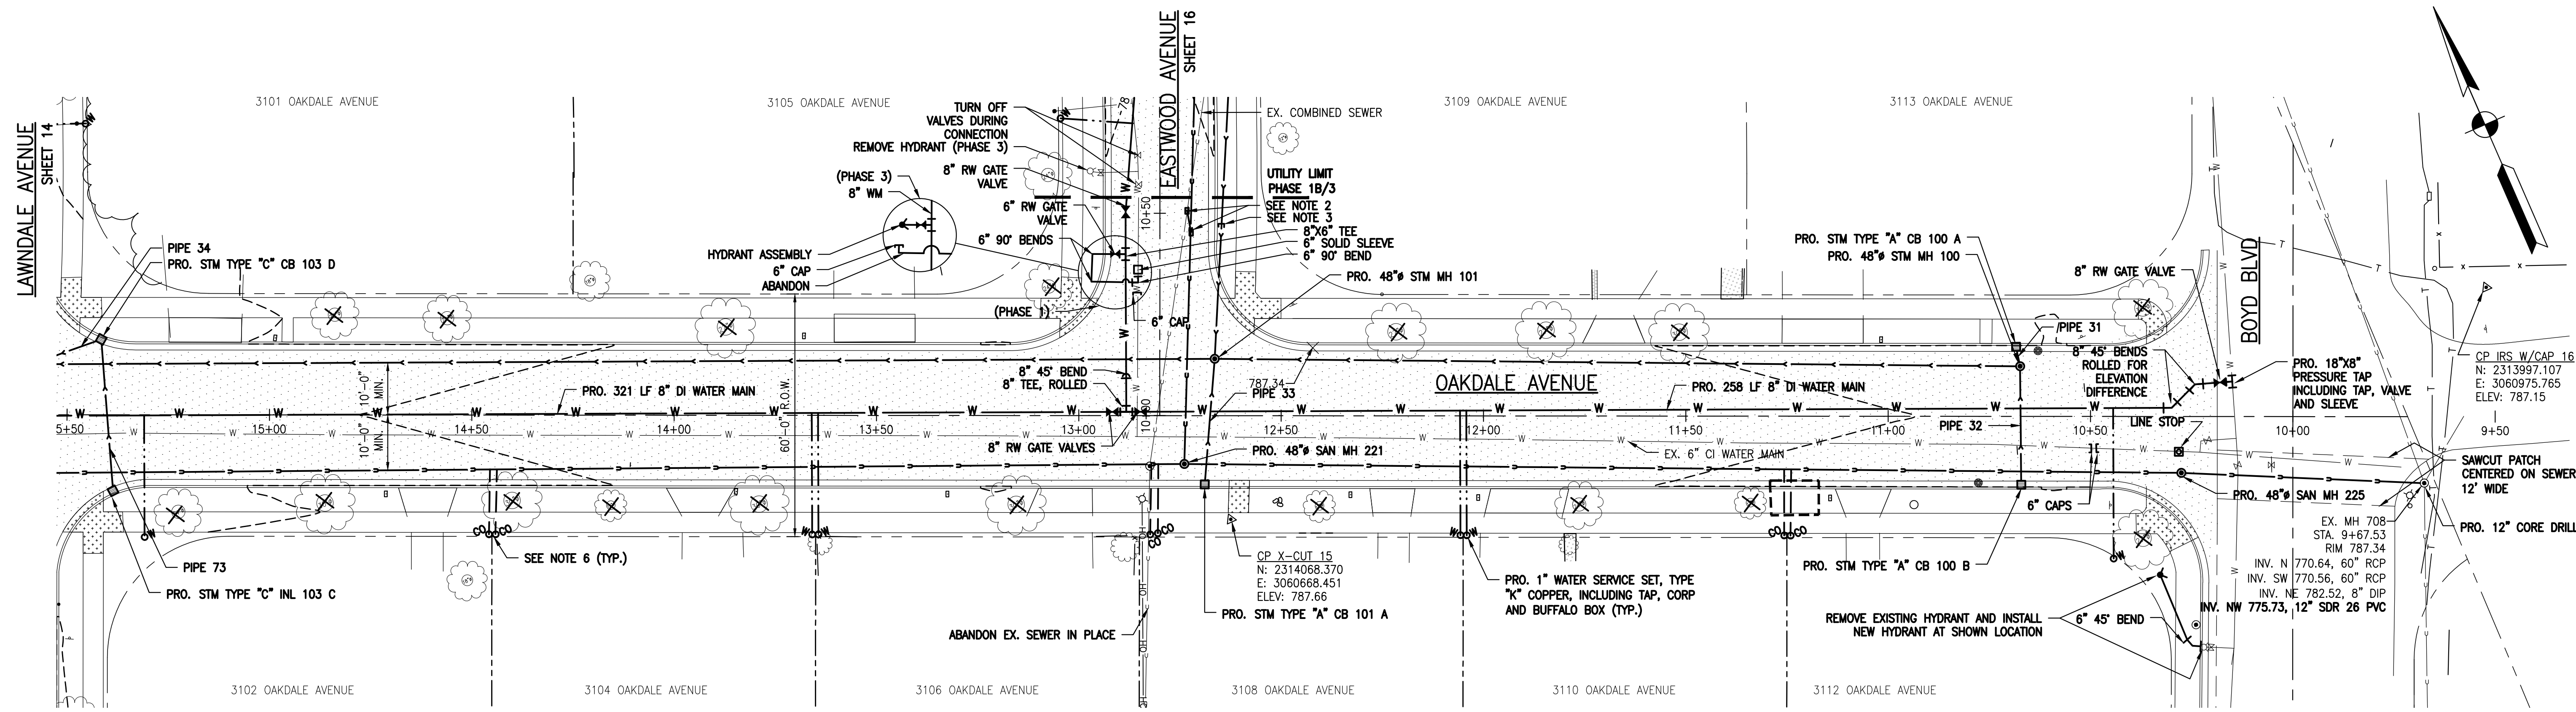 LAWNDALE AVENUE
SHEET 14
3101 OAKDALE AVENUE
3105 OAKDALE AVENUE
EASTWOOD AVENUE
SHEET 16
3109 OAKDALE AVENUE
3113 OAKDALE AVENUE
TURN OFF
VALVES DURING
CONNECTION
REMOVE HYDRANT (PHASE 3)
8" RW GATE
VALVE
(PHASE 3)
8" WM
6" RW GATE
VALVE
6" 90° BENDS
HYDRANT ASSEMBLY
6" CAP
ABANDON
(PHASE 1)
6" CAP
EX. COMBINED SEWER
UTILITY LIMIT
PHASE 1B/3
SEE NOTE 2
SEE NOTE 3
8"X6" TEE
6" SOLID SLEEVE
6" 90° BEND
10+50
PRO. 48"ø STM MH 101
PIPE 34
PRO. STM TYPE "C" CB 103 D
PRO. STM TYPE "A" CB 100 A
PRO. 48"ø STM MH 100
8" RW GATE VALVE
BOYD BLVD
PIPE 31
8" 45° BENDS
ROLLED FOR
ELEVATION
DIFFERENCE
PRO. 18"X8"
PRESSURE TAP
INCLUDING TAP, VALVE
AND SLEEVE
CP IRS W/CAP 16
N: 2313997.107
E: 3060975.765
ELEV: 787.15
8" 45° BEND
8" TEE, ROLLED
787.34
PIPE 33
OAKDALE AVENUE
PRO. 321 LF 8" DI WATER MAIN
PRO. 258 LF 8" DI WATER MAIN
10'-0" MIN.
10'-0" MIN.
60'-0" R.O.W.
10+00
5+50
15+00
14+50
14+00
13+50
13+00
12+50
12+00
11+50
11+00
10+50
10+00
9+50
PIPE 32
LINE STOP
8" RW GATE VALVES
PRO. 48"ø SAN MH 221
EX. 6" CI WATER MAIN
SAWCUT PATCH
CENTERED ON SEWER
12' WIDE
PRO. 48"ø SAN MH 225
6" CAPS
EX. MH 708
STA. 9+67.53
RIM 787.34
INV. N 770.64, 60" RCP
INV. SW 770.56, 60" RCP
INV. NE 782.52, 8" DIP
INV. NW 775.73, 12" SDR 26 PVC
PRO. 12" CORE DRILL
SEE NOTE 6 (TYP.)
PIPE 73
PRO. STM TYPE "C" INL 103 C
CP X-CUT 15
N: 2314068.370
E: 3060668.451
ELEV: 787.66
PRO. STM TYPE "A" CB 101 A
PRO. 1" WATER SERVICE SET, TYPE
"K" COPPER, INCLUDING TAP, CORP
AND BUFFALO BOX (TYP.)
PRO. STM TYPE "A" CB 100 B
REMOVE EXISTING HYDRANT AND INSTALL
NEW HYDRANT AT SHOWN LOCATION
6" 45° BEND
ABANDON EX. SEWER IN PLACE
3102 OAKDALE AVENUE
3104 OAKDALE AVENUE
3106 OAKDALE AVENUE
3108 OAKDALE AVENUE
3110 OAKDALE AVENUE
3112 OAKDALE AVENUE